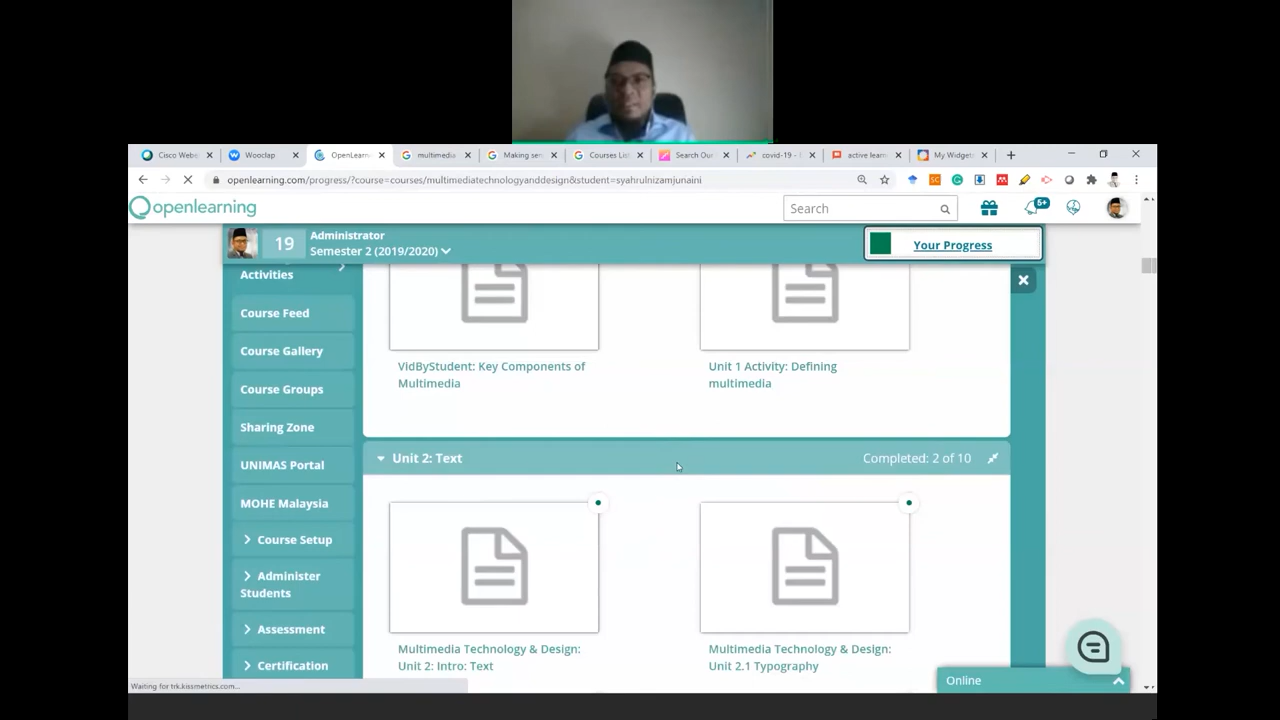 Cisco Web
Wooclap
OpenLearn
multimedia
Making sen
Courses Lis
Search Our
covid-19 -
active learn
My Widget
openlearning.com/progress/?course=courses/multimediatechnologyanddesign&student=syahrulnizamjunaini
openlearning
Search
5+
19
Administrator
Semester 2 (2019/2020)
Your Progress
Activities
Course Feed
Course Gallery
Course Groups
Sharing Zone
UNIMAS Portal
MOHE Malaysia
Course Setup
Administer
Students
Assessment
Certification
VidByStudent: Key Components of
Multimedia
Unit 1 Activity: Defining
multimedia
Unit 2: Text
Completed: 2 of 10
Multimedia Technology & Design:
Unit 2: Intro: Text
Multimedia Technology & Design:
Unit 2.1 Typography
Waiting for trk.kissmetrics.com...
Online